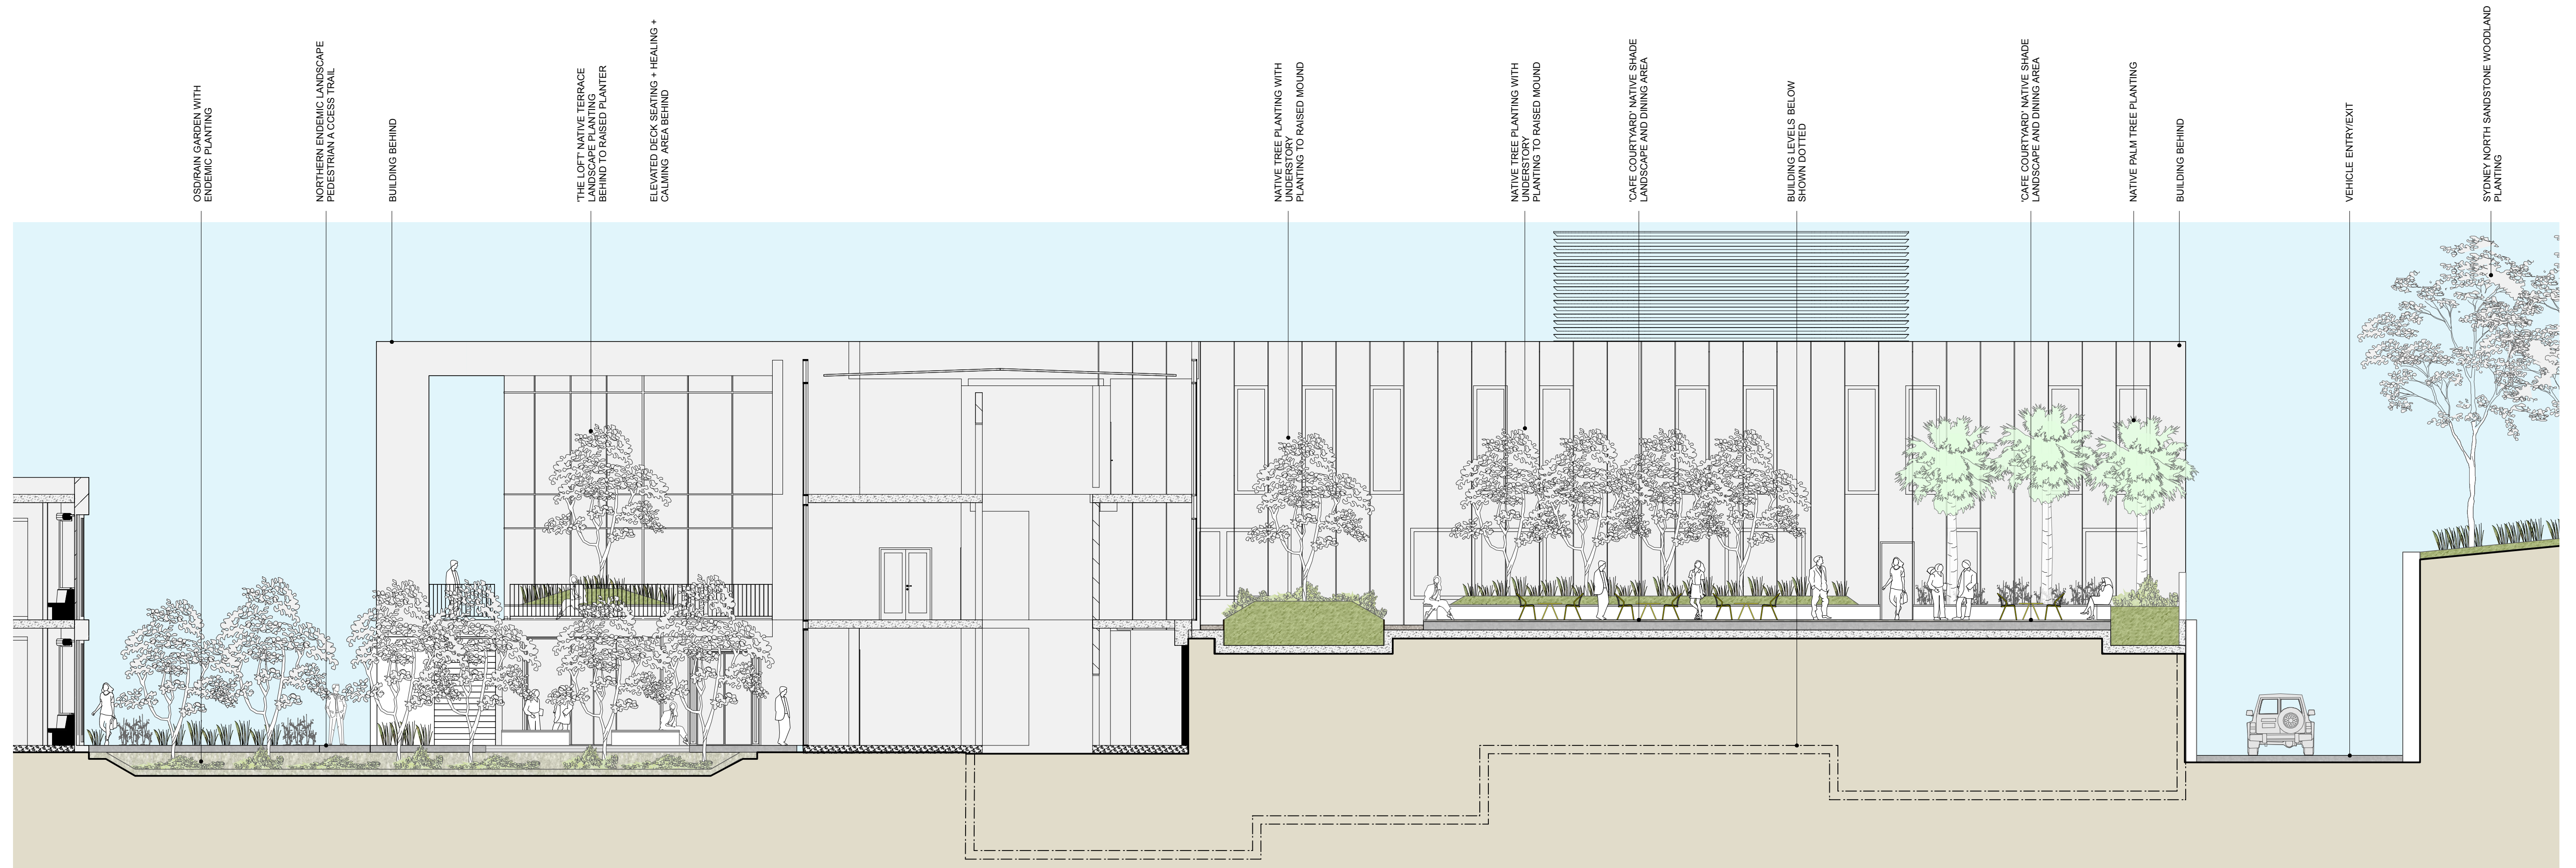 OSD/RAIN GARDEN WITH
ENDEMIC PLANTING
NORTHERN ENDEMIC LANDSCAPE
PEDESTRIAN A CCESS TRAIL
BUILDING BEHIND
'THE LOFT' NATIVE TERRACE
LANDSCAPE PLANTING
BEHIND TO RAISED PLANTER
ELEVATED DECK SEATING + HEALING +
CALMING AREA BEHIND
NATIVE TREE PLANTING WITH
UNDERSTORY
PLANTING TO RAISED MOUND
NATIVE TREE PLANTING WITH
UNDERSTORY
PLANTING TO RAISED MOUND
'CAFE COURTYARD' NATIVE SHADE
LANDSCAPE AND DINING AREA
BUILDING LEVELS BELOW
SHOWN DOTTED
'CAFE COURTYARD' NATIVE SHADE
LANDSCAPE AND DINING AREA
NATIVE PALM TREE PLANTING
BUILDING BEHIND
VEHICLE ENTRY/EXIT
SYDNEY NORTH SANDSTONE WOODLAND
PLANTING